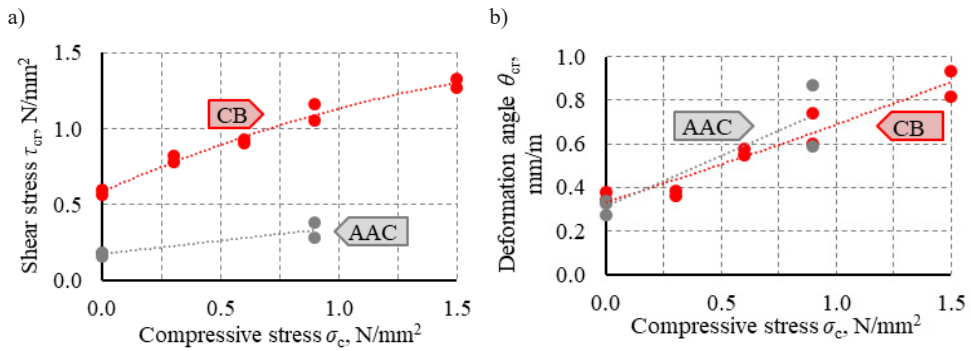 a)
1.5
1.0
0.5
0.0
0.0
0.5
1.0
1.5
Shear stress τcr, N/mm²
Compressive stress σc, N/mm²
CB
AAC
b)
1.0
0.8
0.6
0.4
0.2
0.0
0.0
0.5
1.0
1.5
Deformation angle θcr,
mm/m
Compressive stress σc, N/mm²
AAC
CB